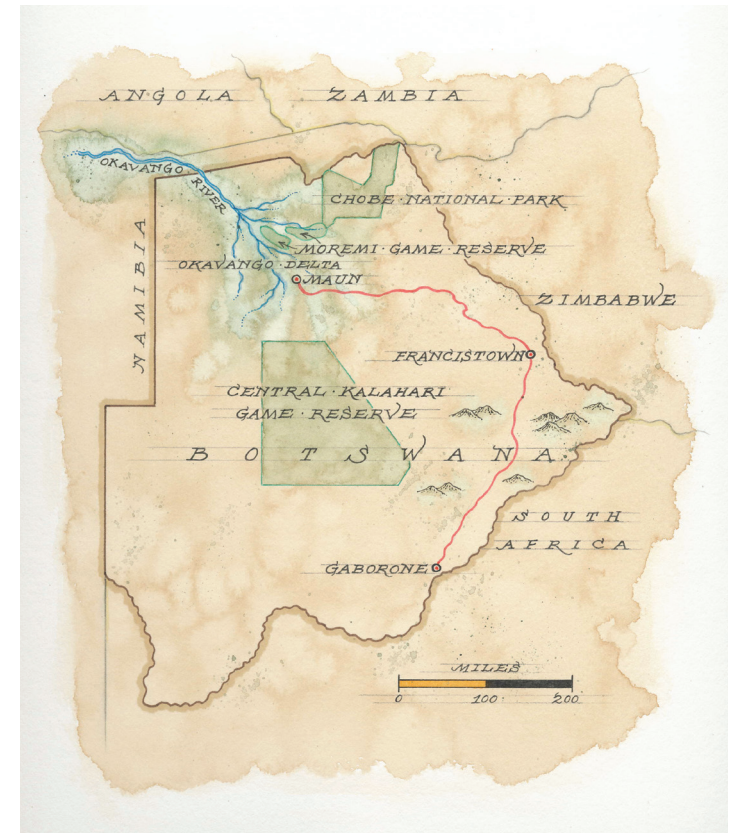 ANGOLA
ZAMBIA
OKAVANGO RIVER
CHOBE · NATIONAL · PARK
NAMIBIA
MOREMI · GAME · RESERVE
OKAVANGO · DELTA
MAUN
ZIMBABWE
FRANCISTOWN
CENTRAL · KALAHARI
GAME · RESERVE
BOTSWANA
SOUTH
AFRICA
GABORONE
MILES
0 100 200